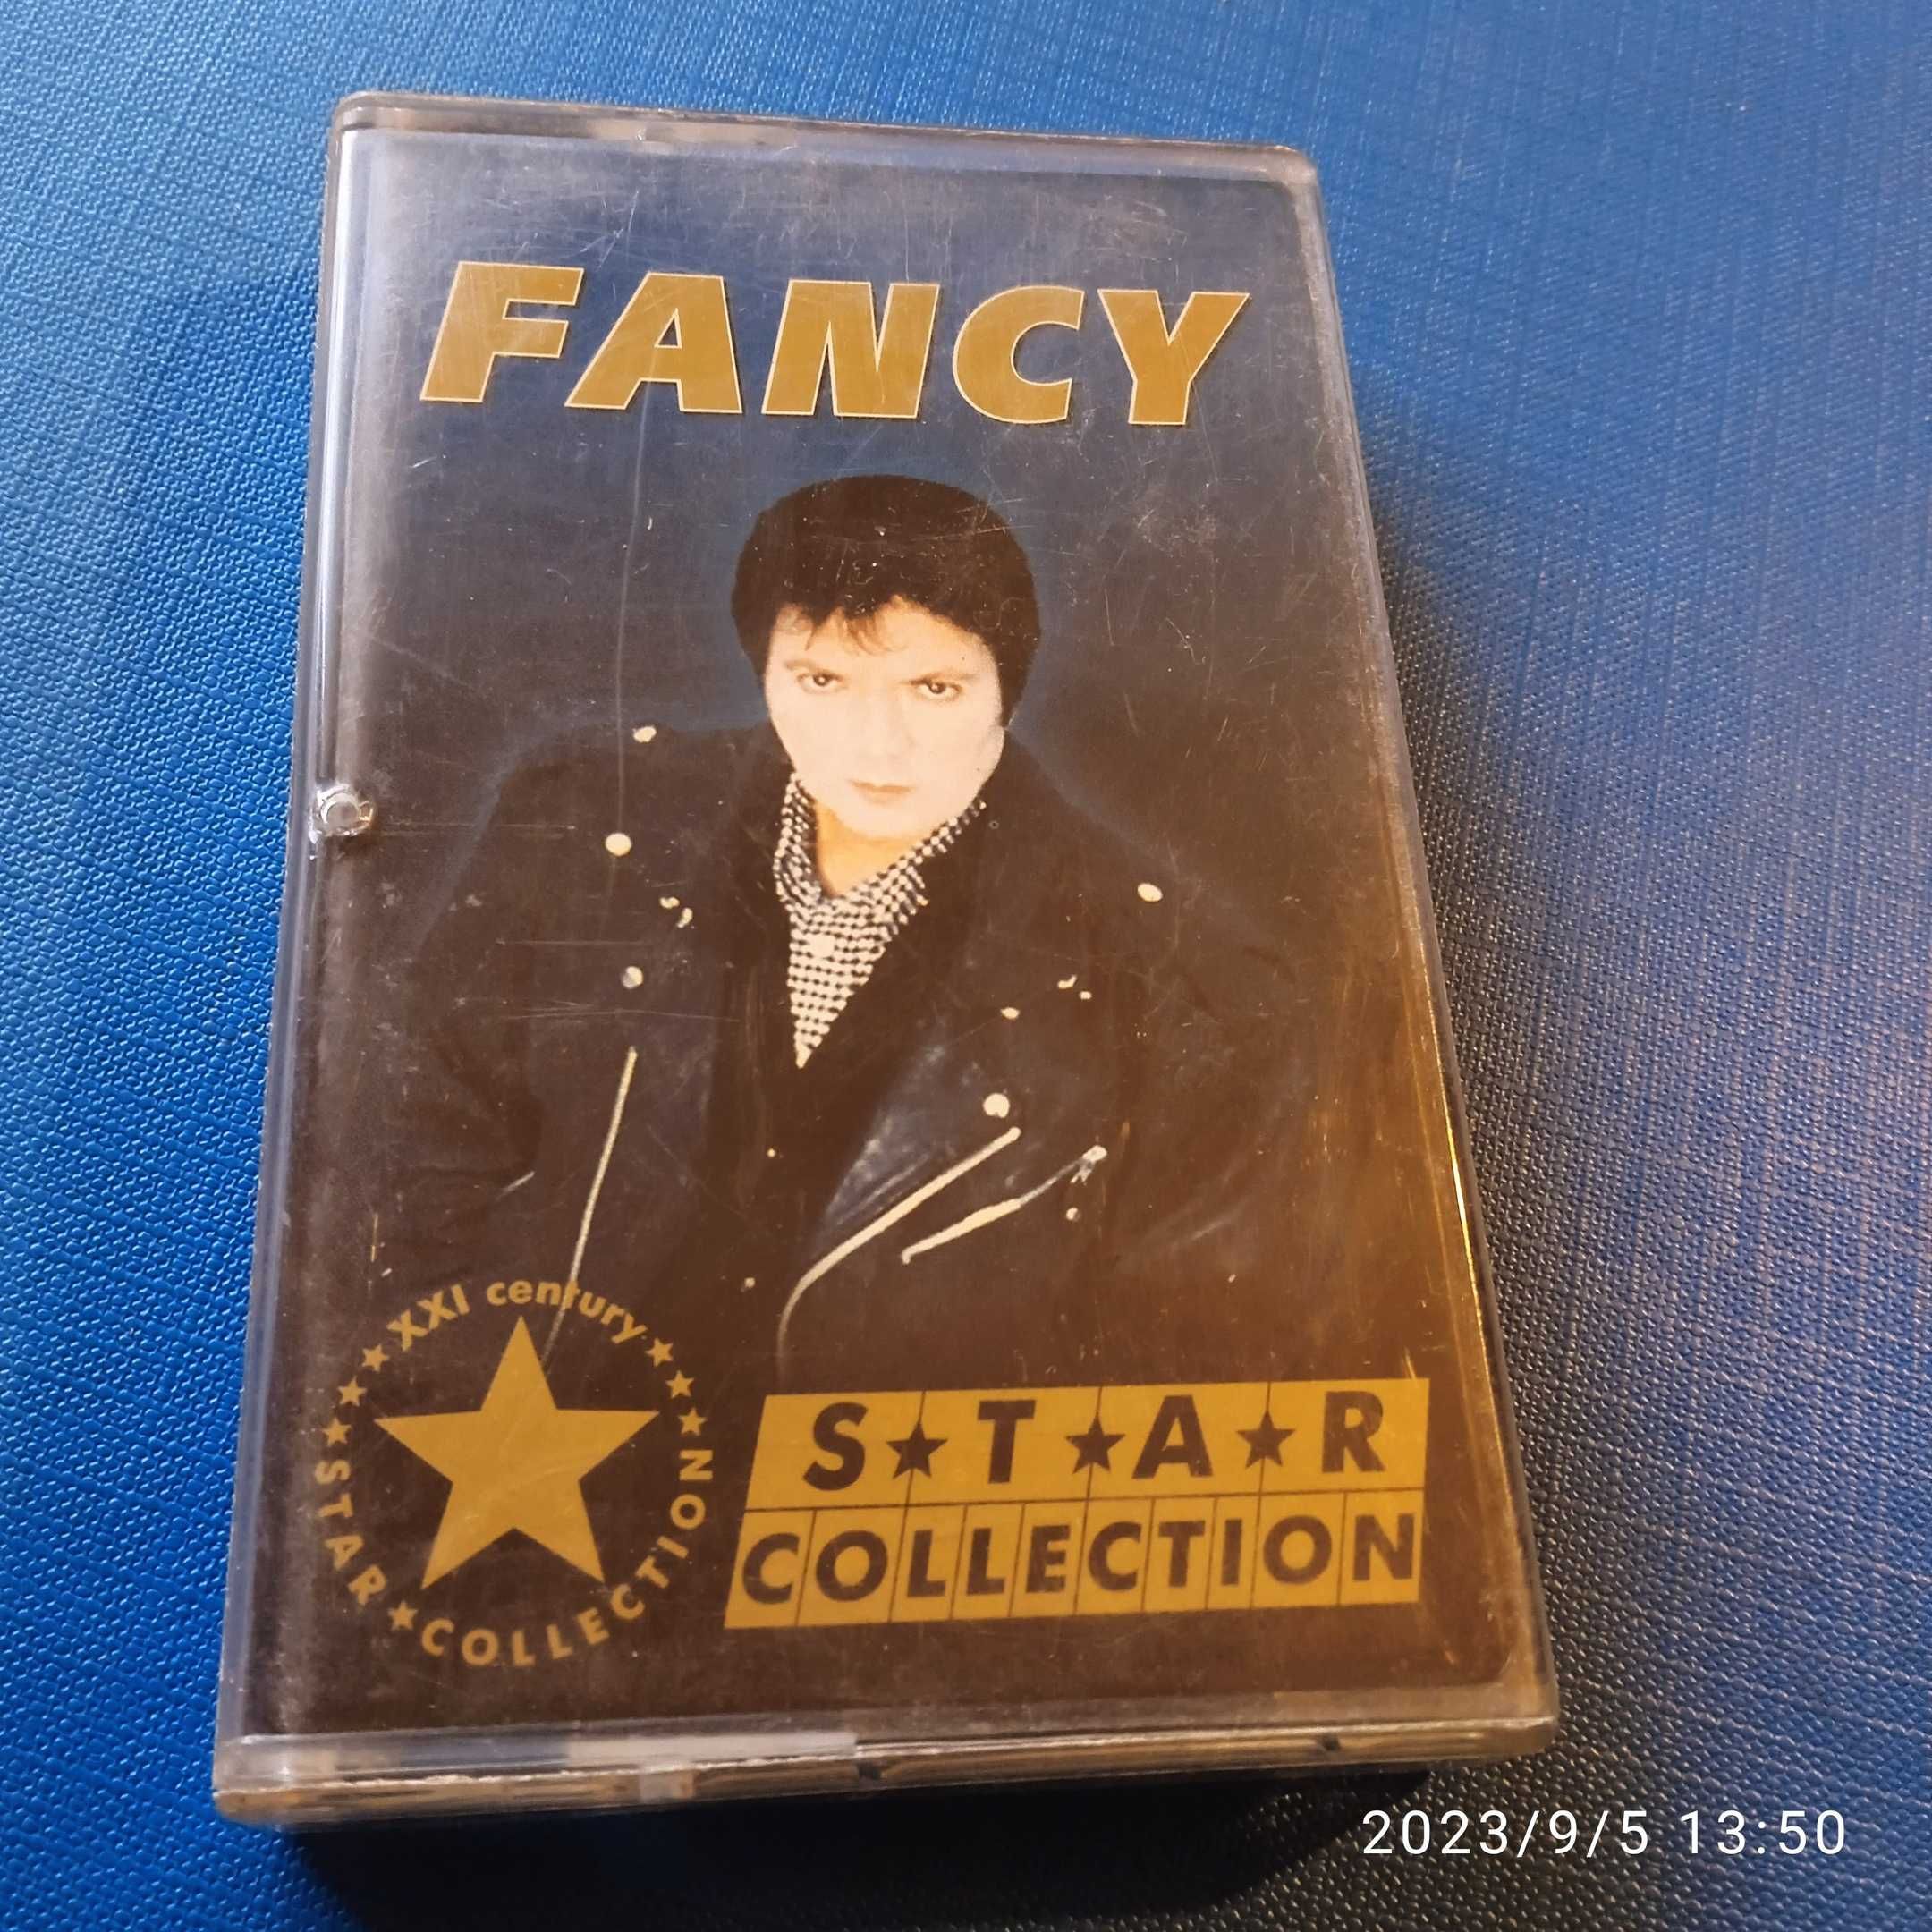 FANCY
XXI century
STAR★COLLECTION
S★T★A★R
COLLECTION
2023/9/5 13:50